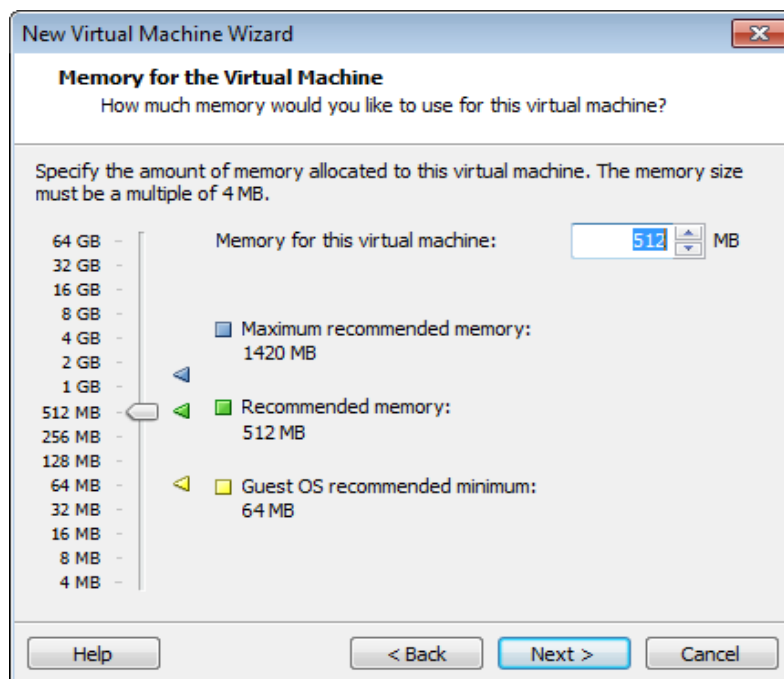 New Virtual Machine Wizard
Memory for the Virtual Machine
How much memory would you like to use for this virtual machine?
Specify the amount of memory allocated to this virtual machine. The memory size
must be a multiple of 4 MB.
Memory for this virtual machine: 512 MB
64 GB
32 GB
16 GB
8 GB
4 GB
2 GB
1 GB
512 MB
256 MB
128 MB
64 MB
32 MB
16 MB
8 MB
4 MB
Maximum recommended memory:
1420 MB
Recommended memory:
512 MB
Guest OS recommended minimum:
64 MB
Help < Back Next > Cancel